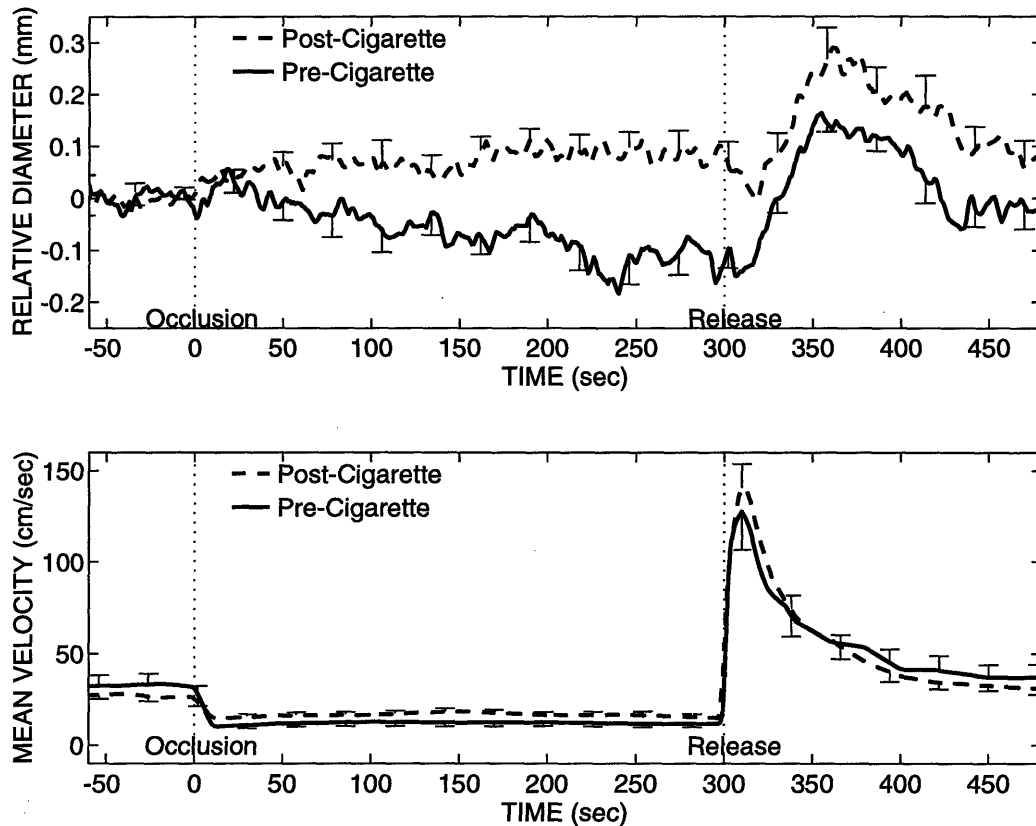 RELATIVE DIAMETER (mm)
0.3
0.2
0.1
0
-0.1
-0.2
Post-Cigarette
Pre-Cigarette
Occlusion
Release
-50 0 50 100 150 200 250 300 350 400 450
TIME (sec)
MEAN VELOCITY (cm/sec)
150
100
50
0
Post-Cigarette
Pre-Cigarette
Occlusion
Release
-50 0 50 100 150 200 250 300 350 400 450
TIME (sec)